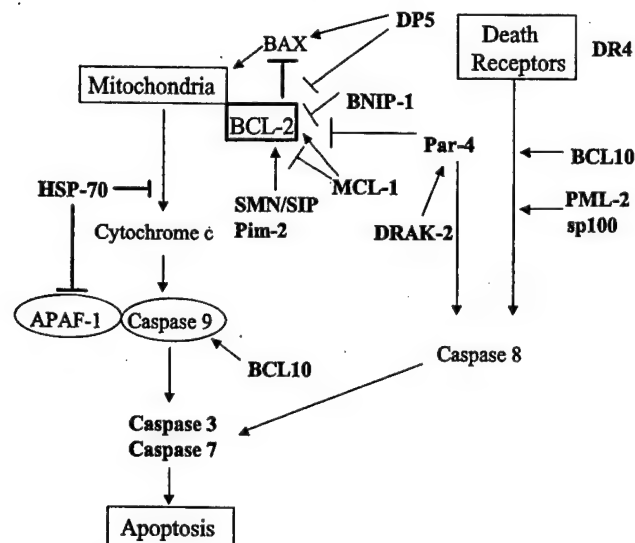 DP5
BAX
Death
Receptors
DR4
Mitochondria
BCL-2
BNIP-1
Par-4
BCL10
HSP-70
MCL-1
SMN/SIP
Pim-2
PML-2
sp100
DRAK-2
Cytochrome ċ
APAF-1
Caspase 9
BCL10
Caspase 8
Caspase 3
Caspase 7
Apoptosis